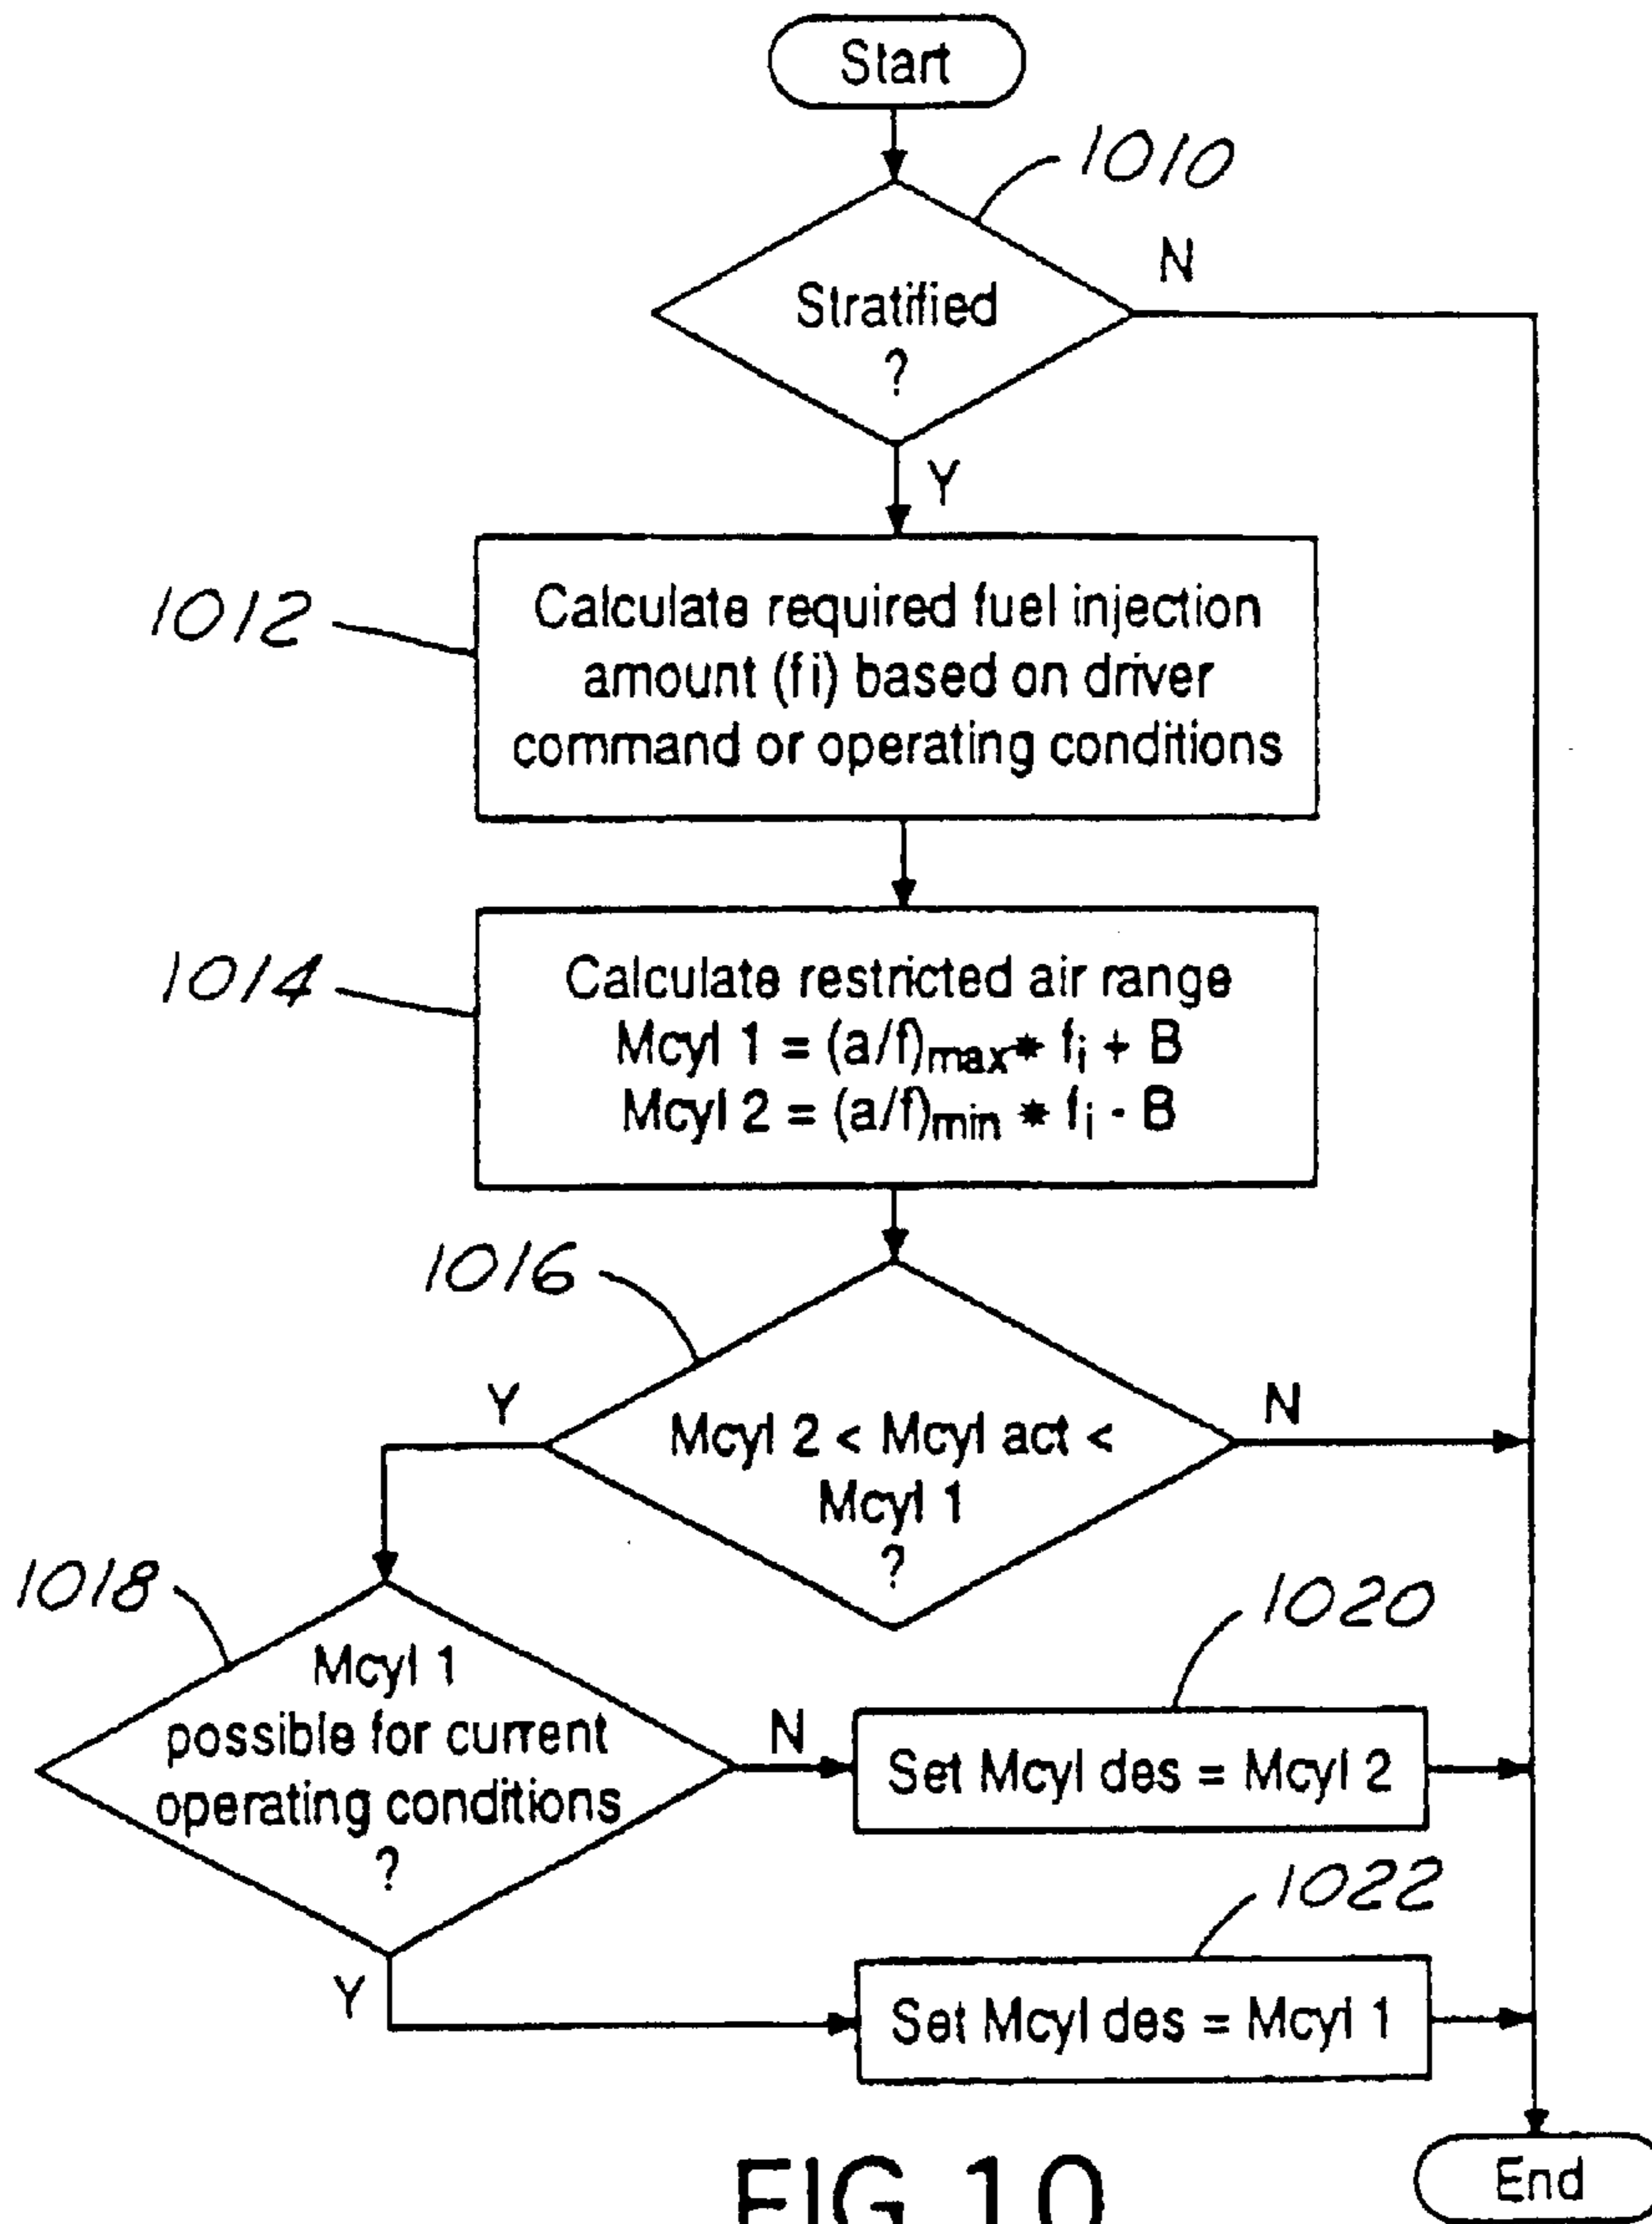 Start
1010
N
Stratified
?
Y
1012
Calculate required fuel injection
amount (fi) based on driver
command or operating conditions
1014
Calculate restricted air range
Mcyl 1 = (a/f)max* fi + B
Mcyl 2 = (a/f)min * fi - B
1016
Y
N
Mcyl 2 < Mcyl act <
Mcyl 1
?
1018
Mcyl 1
possible for current
operating conditions
?
N
1020
Set Mcyl des = Mcyl 2
Y
1022
Set Mcyl des = Mcyl 1
End
FIG 10